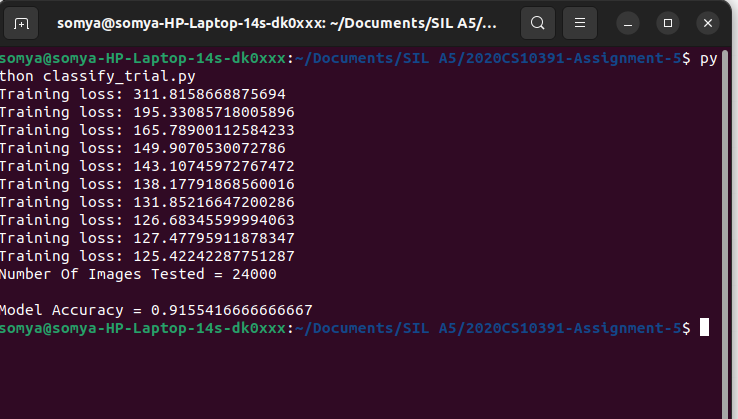 somya@somya-HP-Laptop-14s-dk0xxx: ~/Documents/SIL A5/...
somya@somya-HP-Laptop-14s-dk0xxx:~/Documents/SIL A5/2020CS10391-Assignment-5$ py
thon classify_trial.py
Training loss: 311.8158668875694
Training loss: 195.33085718005896
Training loss: 165.78900112584233
Training loss: 149.9070530072786
Training loss: 143.10745972767472
Training loss: 138.17791868560016
Training loss: 131.85216647200286
Training loss: 126.68345599994063
Training loss: 127.47795911878347
Training loss: 125.42242287751287
Number Of Images Tested = 24000
Model Accuracy = 0.9155416666666667
somya@somya-HP-Laptop-14s-dk0xxx:~/Documents/SIL A5/2020CS10391-Assignment-5$